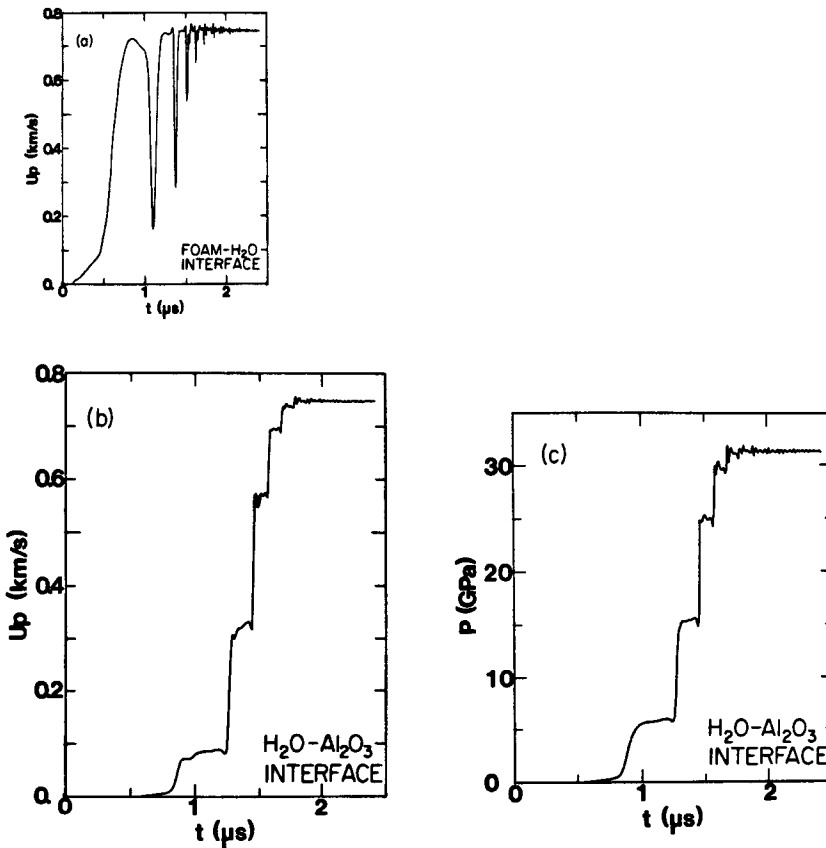 (a)
0.8
0.6
0.4
0.2
0.
Up (km/s)
0
1
2
t (μs)
FOAM-H₂O-
INTERFACE
(b)
0.8
0.6
0.4
0.2
0.
Up (km/s)
0
1
2
t (μs)
H₂O-Al₂O₃-
INTERFACE
(c)
30
20
10
0
P (GPa)
0
1
2
t (μs)
H₂O-Al₂O₃
INTERFACE